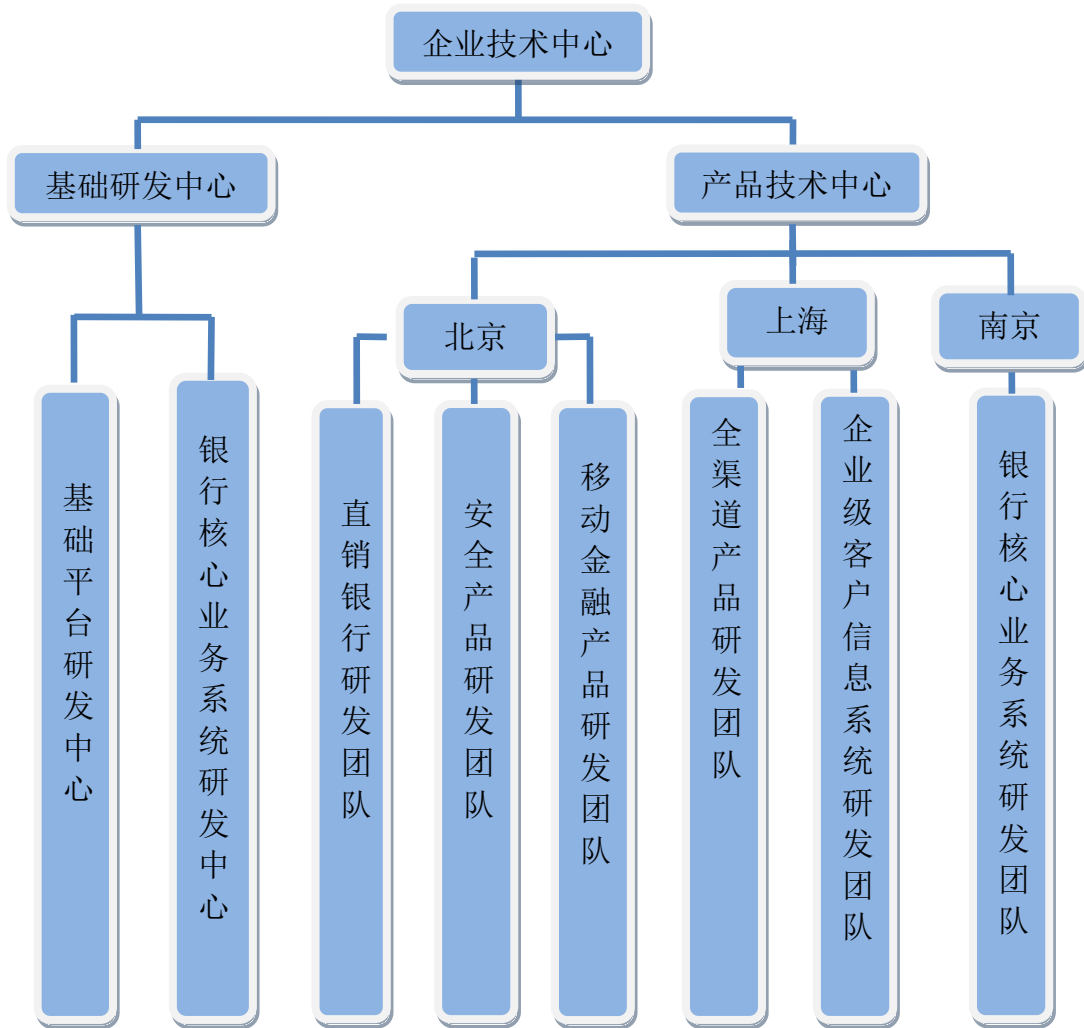 企业技术中心
基础研发中心
产品技术中心
北京
上海
南京
基础平台研发中心
银行核心业务系统研发中心
直销银行研发团队
安全产品研发团队
移动金融产品研发团队
全渠道产品研发团队
企业级客户信息系统研发团队
银行核心业务系统研发团队